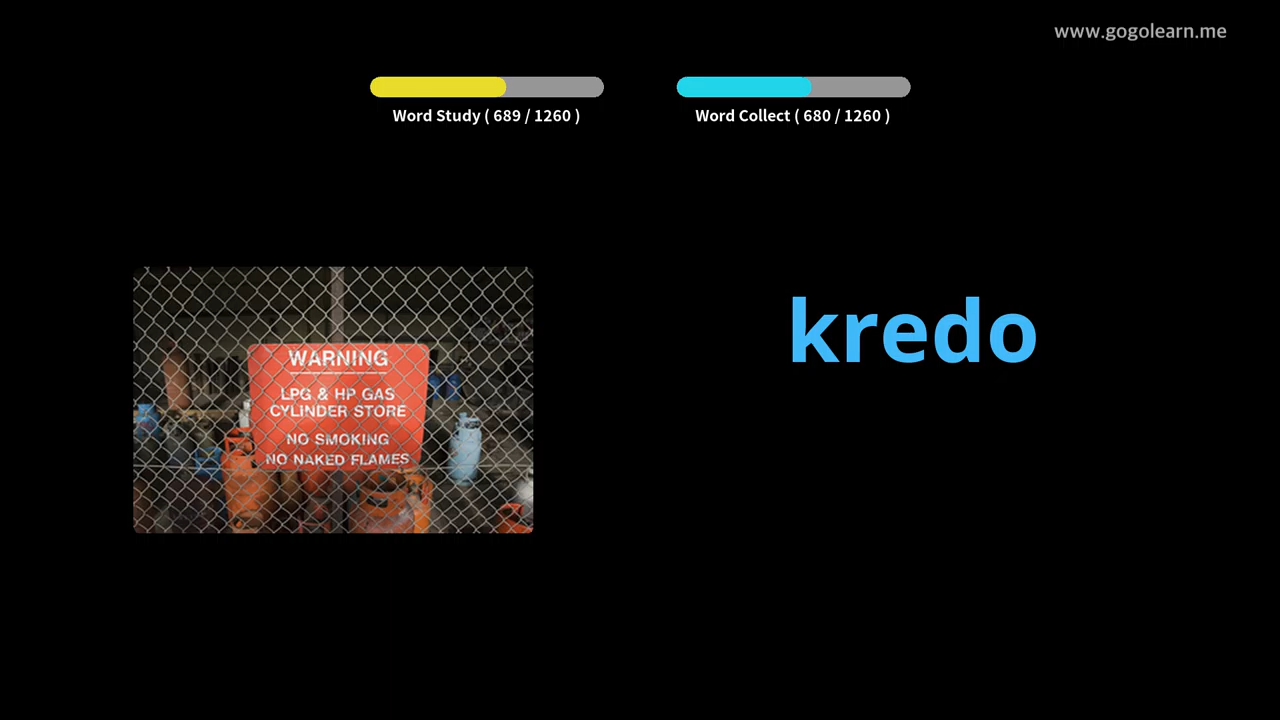 www.gogolearn.me
Word Study ( 689 / 1260 )
Word Collect ( 680 / 1260 )
kredo
WARNING
LPG & HP GAS
CYLINDER STORE
NO SMOKING
NO NAKED FLAMES